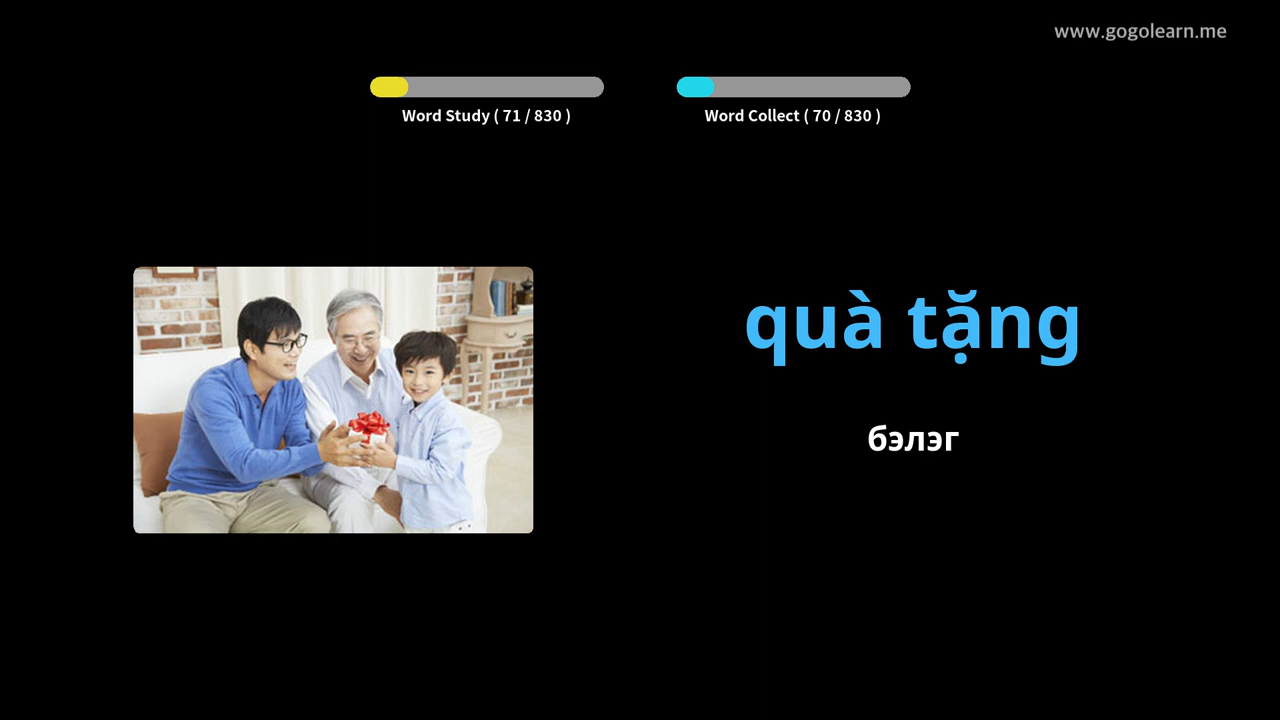 www.gogolearn.me
Word Study ( 71 / 830 )
Word Collect ( 70 / 830 )
quà tặng
бэлэг